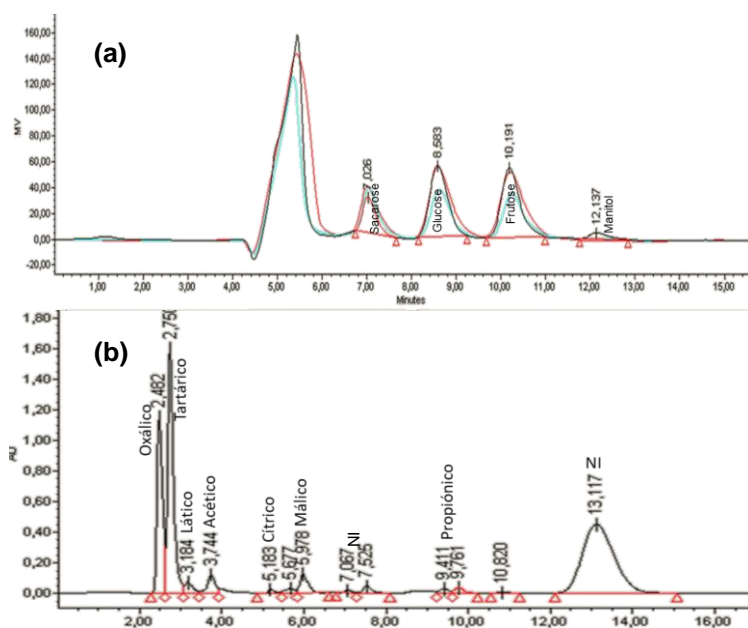 (a)
160,00
140,00
120,00
100,00
80,00
60,00
40,00
20,00
0,00
-20,00
MV
,026
Sacarose
8,583
Glucose
10,191
Frutose
12,137
Manitol
1,00 2,00 3,00 4,00 5,00 6,00 7,00 8,00 9,00 10,00 11,00 12,00 13,00 14,00 15,00
Minutes
(b)
1,80
1,60
1,40
1,20
1,00
0,80
0,60
0,40
0,20
0,00
AU
Oxálico
2,482
2,750
Tartárico
3,184 Lático
3,744 Acético
5,183 Cítrico
5,677
5,978 Málico
7,067 NI
7,525
9,411 Propiónico
9,761
10,820
13,117 NI
2,00 4,00 6,00 8,00 10,00 12,00 14,00 16,00